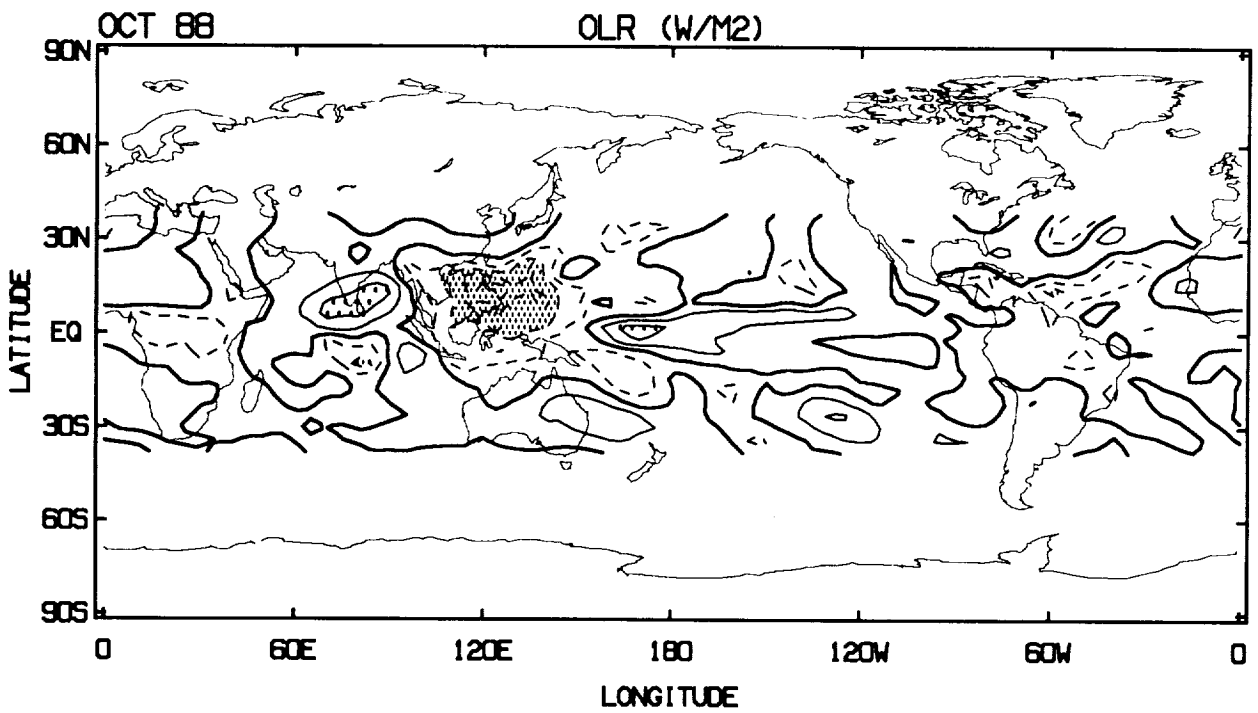 OCT 88 OLR (W/M2)
90N
60N
30N
EQ
30S
60S
90S
LATITUDE
0 60E 120E 180 120W 60W 0
LONGITUDE